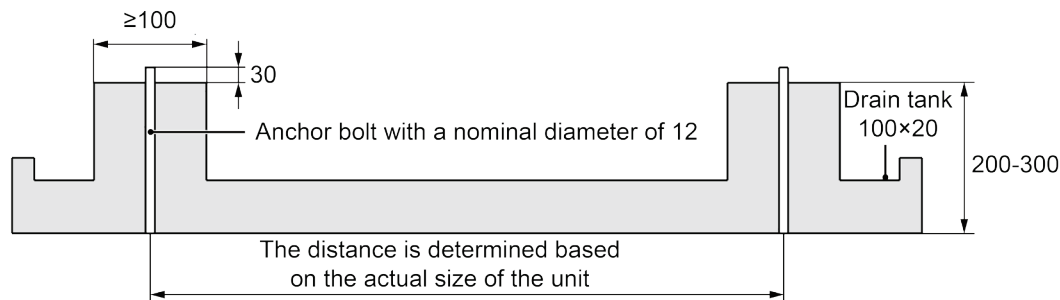 ≥100
30
Anchor bolt with a nominal diameter of 12
Drain tank
100×20
200-300
The distance is determined based
on the actual size of the unit